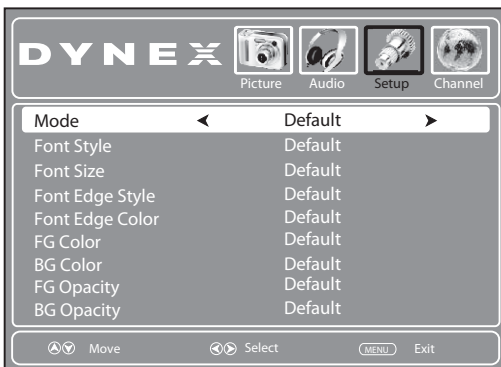 DYNEX
Picture Audio Setup Channel
Mode Default
Font Style Default
Font Size Default
Font Edge Style Default
Font Edge Color Default
FG Color Default
BG Color Default
FG Opacity Default
BG Opacity Default
Move Select MENU Exit